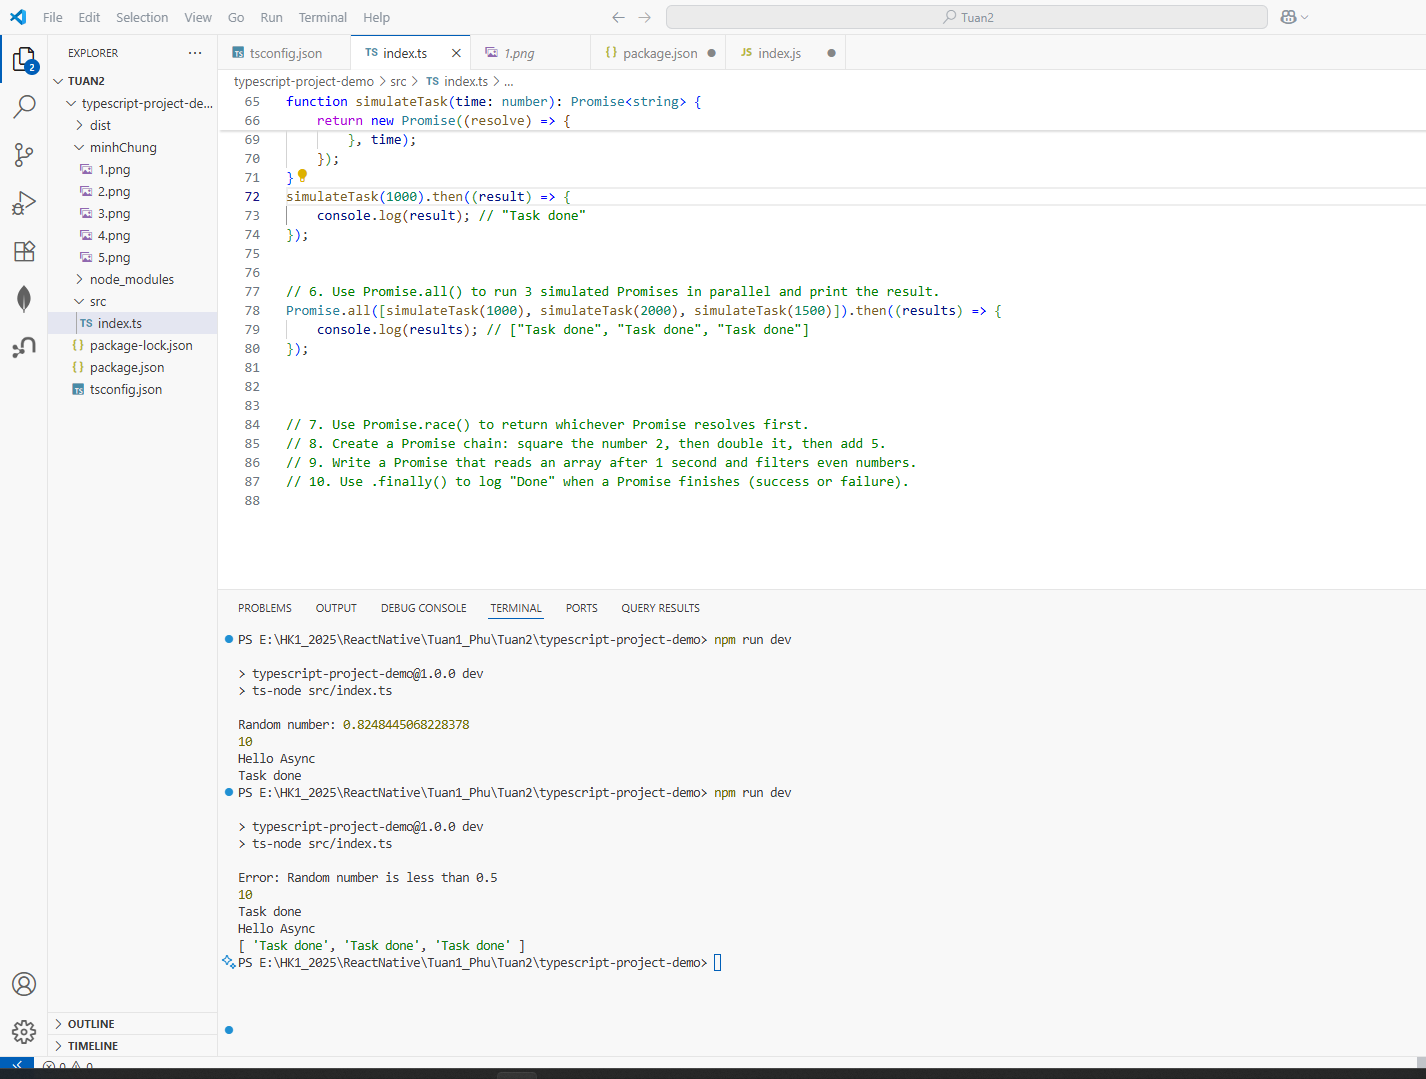 File Edit Selection View Go Run Terminal Help
Tuan2
EXPLORER
tsconfig.json
TS index.ts
1.png
{} package.json
JS index.js
2
TUAN2
typescript-project-de...
dist
minhChung
1.png
2.png
3.png
4.png
5.png
node_modules
src
TS index.ts
{} package-lock.json
{} package.json
TS tsconfig.json
OUTLINE
TIMELINE
typescript-project-demo > src > TS index.ts > ...
65 function simulateTask(time: number): Promise<string> {
66 return new Promise((resolve) => {
69 }, time);
70 });
71 }
72 simulateTask(1000).then((result) => {
73 console.log(result); // "Task done"
74 });
75
76
77 // 6. Use Promise.all() to run 3 simulated Promises in parallel and print the result.
78 Promise.all([simulateTask(1000), simulateTask(2000), simulateTask(1500)]).then((results) => {
79 console.log(results); // ["Task done", "Task done", "Task done"]
80 });
81
82
83
84 // 7. Use Promise.race() to return whichever Promise resolves first.
85 // 8. Create a Promise chain: square the number 2, then double it, then add 5.
86 // 9. Write a Promise that reads an array after 1 second and filters even numbers.
87 // 10. Use .finally() to log "Done" when a Promise finishes (success or failure).
88
PROBLEMS OUTPUT DEBUG CONSOLE TERMINAL PORTS QUERY RESULTS
PS E:\HK1_2025\ReactNative\Tuan1_Phu\Tuan2\typescript-project-demo> npm run dev
> typescript-project-demo@1.0.0 dev
> ts-node src/index.ts
Random number: 0.8248445068228378
10
Hello Async
Task done
PS E:\HK1_2025\ReactNative\Tuan1_Phu\Tuan2\typescript-project-demo> npm run dev
> typescript-project-demo@1.0.0 dev
> ts-node src/index.ts
Error: Random number is less than 0.5
10
Task done
Hello Async
[ 'Task done', 'Task done', 'Task done' ]
PS E:\HK1_2025\ReactNative\Tuan1_Phu\Tuan2\typescript-project-demo>
0 0